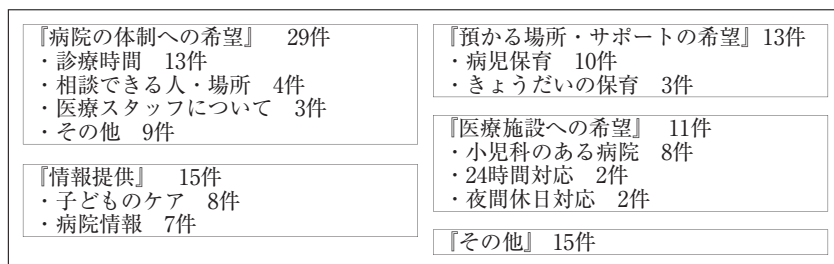 『病院の体制への希望』　29件
・診療時間　13件
・相談できる人・場所　4件
・医療スタッフについて　3件
・その他　9件
『情報提供』　15件
・子どものケア　8件
・病院情報　7件
『預かる場所・サポートの希望』13件
・病児保育　10件
・きょうだいの保育　3件
『医療施設への希望』　11件
・小児科のある病院　8件
・24時間対応　2件
・夜間休日対応　2件
『その他』　15件